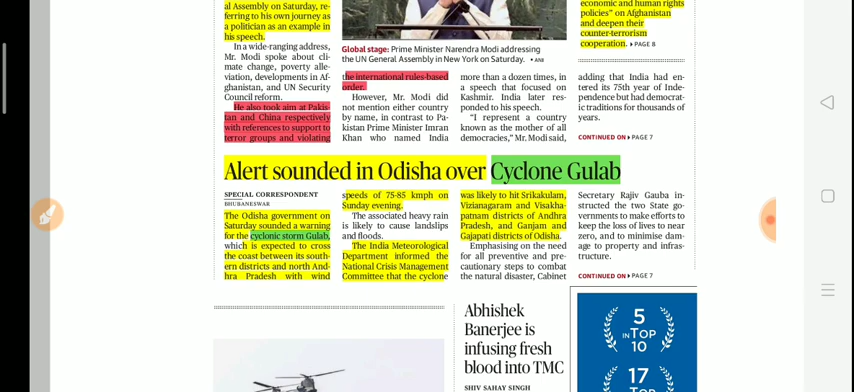 al Assembly on Saturday, re-
ferring to his own journey as
a politician as an example in
his speech.
In a wide-ranging address,
Mr. Modi spoke about cli-
mate change, poverty alle-
viation, developments in Af-
ghanistan, and UN Security
Council reform.
He also took aim at Pakis-
tan and China respectively
with references to support to
terror groups and violating
Global stage: Prime Minister Narendra Modi addressing
the UN General Assembly in New York on Saturday. • ANI
the international rules-based
order.
However, Mr. Modi did
not mention either country
by name, in contrast to Pa-
kistan Prime Minister Imran
Khan who named India
more than a dozen times, in
a speech that focused on
Kashmir. India later res-
ponded to his speech.
“I represent a country
known as the mother of all
democracies,” Mr. Modi said,
economic and human rights
policies” on Afghanistan
and deepen their
counter-terrorism
cooperation. ▸ PAGE 8
adding that India had en-
tered its 75th year of Inde-
pendence but had democrat-
ic traditions for thousands of
years.
CONTINUED ON ▸ PAGE 7
Alert sounded in Odisha over Cyclone Gulab
SPECIAL CORRESPONDENT
BHUBANESWAR
The Odisha government on
Saturday sounded a warning
for the cyclonic storm Gulab,
which is expected to cross
the coast between its south-
ern districts and north And-
hra Pradesh with wind
speeds of 75-85 kmph on
Sunday evening.
The associated heavy rain
is likely to cause landslips
and floods.
The India Meteorological
Department informed the
National Crisis Management
Committee that the cyclone
was likely to hit Srikakulam,
Vizianagaram and Visakha-
patnam districts of Andhra
Pradesh, and Ganjam and
Gajapati districts of Odisha.
Emphasising on the need
for all preventive and pre-
cautionary steps to combat
the natural disaster, Cabinet
Secretary Rajiv Gauba in-
structed the two State go-
vernments to make efforts to
keep the loss of lives to near
zero, and to minimise dam-
age to property and infras-
tructure.
CONTINUED ON ▸ PAGE 7
Abhishek
Banerjee is
infusing fresh
blood into TMC
SHIV SAHAY SINGH
5
IN TOP
10
17
TOP